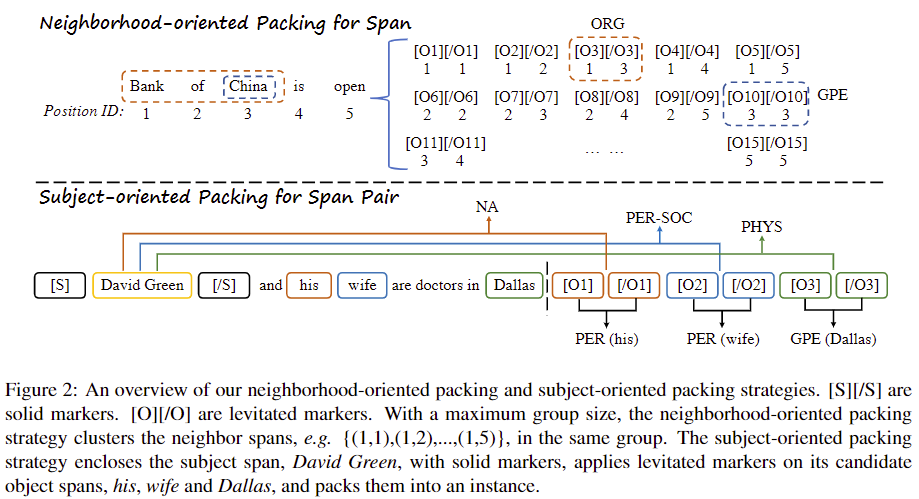 Neighborhood-oriented Packing for Span
ORG
[O1][/O1] [O2][/O2] [O3][/O3] [O4][/O4] [O5][/O5]
1 1 1 2 1 3 1 4 1 5
Bank of China is open
Position ID: 1 2 3 4 5
[O6][/O6] [O7][/O7] [O8][/O8] [O9][/O9] [O10][/O10] GPE
2 2 2 3 2 4 2 5 3 3
[O11][/O11] ... ... [O15][/O15]
3 4 5 5
Subject-oriented Packing for Span Pair
NA
PER-SOC
PHYS
[S] David Green [/S] and his wife are doctors in Dallas [O1] [/O1] [O2] [/O2] [O3] [/O3]
PER (his) PER (wife) GPE (Dallas)
Figure 2: An overview of our neighborhood-oriented packing and subject-oriented packing strategies. [S][/S] are
solid markers. [O][/O] are levitated markers. With a maximum group size, the neighborhood-oriented packing
strategy clusters the neighbor spans, e.g. {(1,1),(1,2),...,(1,5)}, in the same group. The subject-oriented packing
strategy encloses the subject span, David Green, with solid markers, applies levitated markers on its candidate
object spans, his, wife and Dallas, and packs them into an instance.